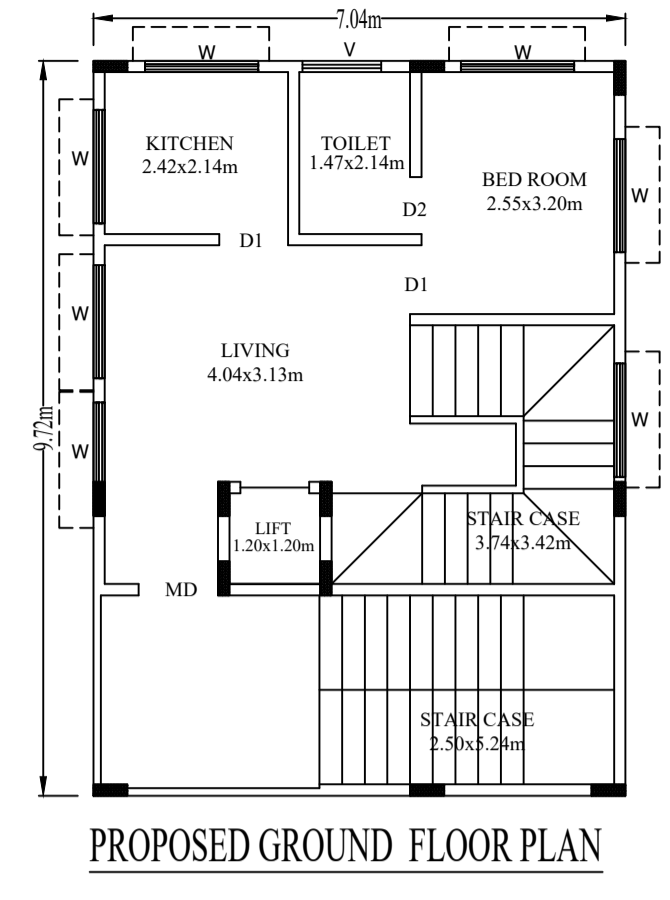 7.04m
W
V
W
KITCHEN
2.42x2.14m
TOILET
1.47x2.14m
W
BED ROOM
2.55x3.20m
W
D2
D1
D1
W
LIVING
4.04x3.13m
W
9.72m
W
LIFT
1.20x1.20m
STAIR CASE
3.74x3.42m
MD
STAIR CASE
2.50x5.24m
PROPOSED GROUND FLOOR PLAN